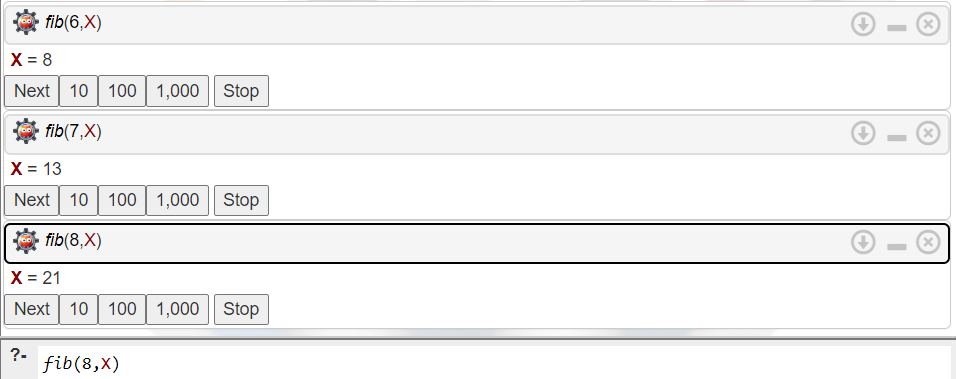 fib(6,X)
X = 8
Next 10 100 1,000 Stop
fib(7,X)
X = 13
Next 10 100 1,000 Stop
fib(8,X)
X = 21
Next 10 100 1,000 Stop
?- fib(8,X)